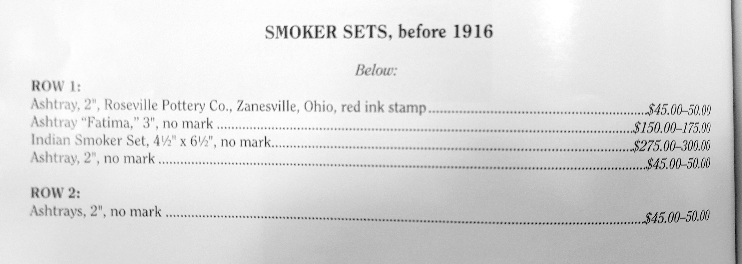 SMOKER SETS, before 1916
Below:
ROW 1:
Ashtray, 2", Roseville Pottery Co., Zanesville, Ohio, red ink stamp ........ $45.00–50.00
Ashtray "Fatima," 3", no mark ........ $150.00–175.00
Indian Smoker Set, 4½" x 6½", no mark ........ $275.00–300.00
Ashtray, 2", no mark ........ $45.00–50.00
ROW 2:
Ashtrays, 2", no mark ........ $45.00–50.00